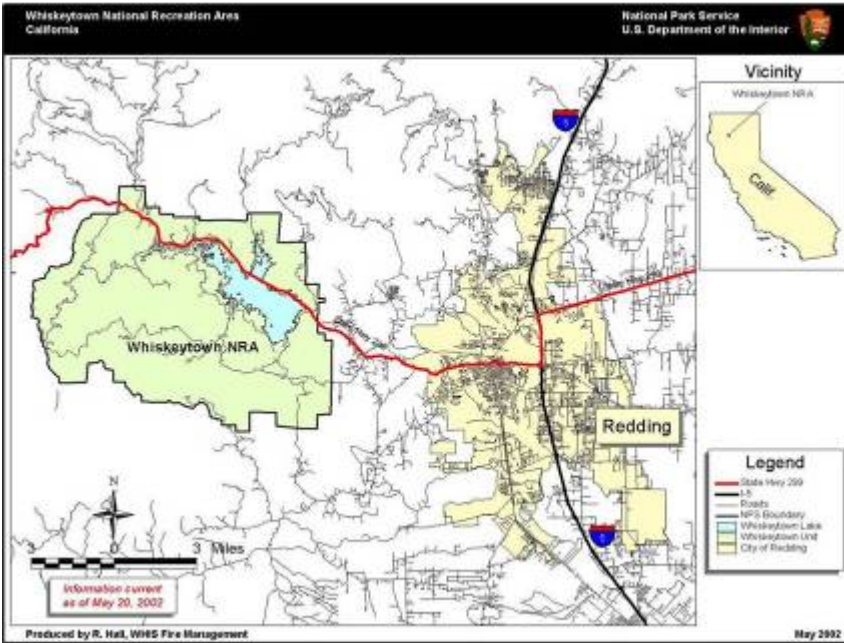 Whiskeytown National Recreation Area
California
National Park Service
U.S. Department of the Interior
Vicinity
Whiskeytown NRA
Calif.
5
Whiskeytown NRA
Redding
5
N
3 0 3 Miles
Information current
as of May 20, 2002
Legend
State Hwy 299
I-5
Roads
NPS Boundary
Whiskeytown Lake
Whiskeytown Unit
City of Redding
Produced by R. Hall, WHIS Fire Management
May 2002